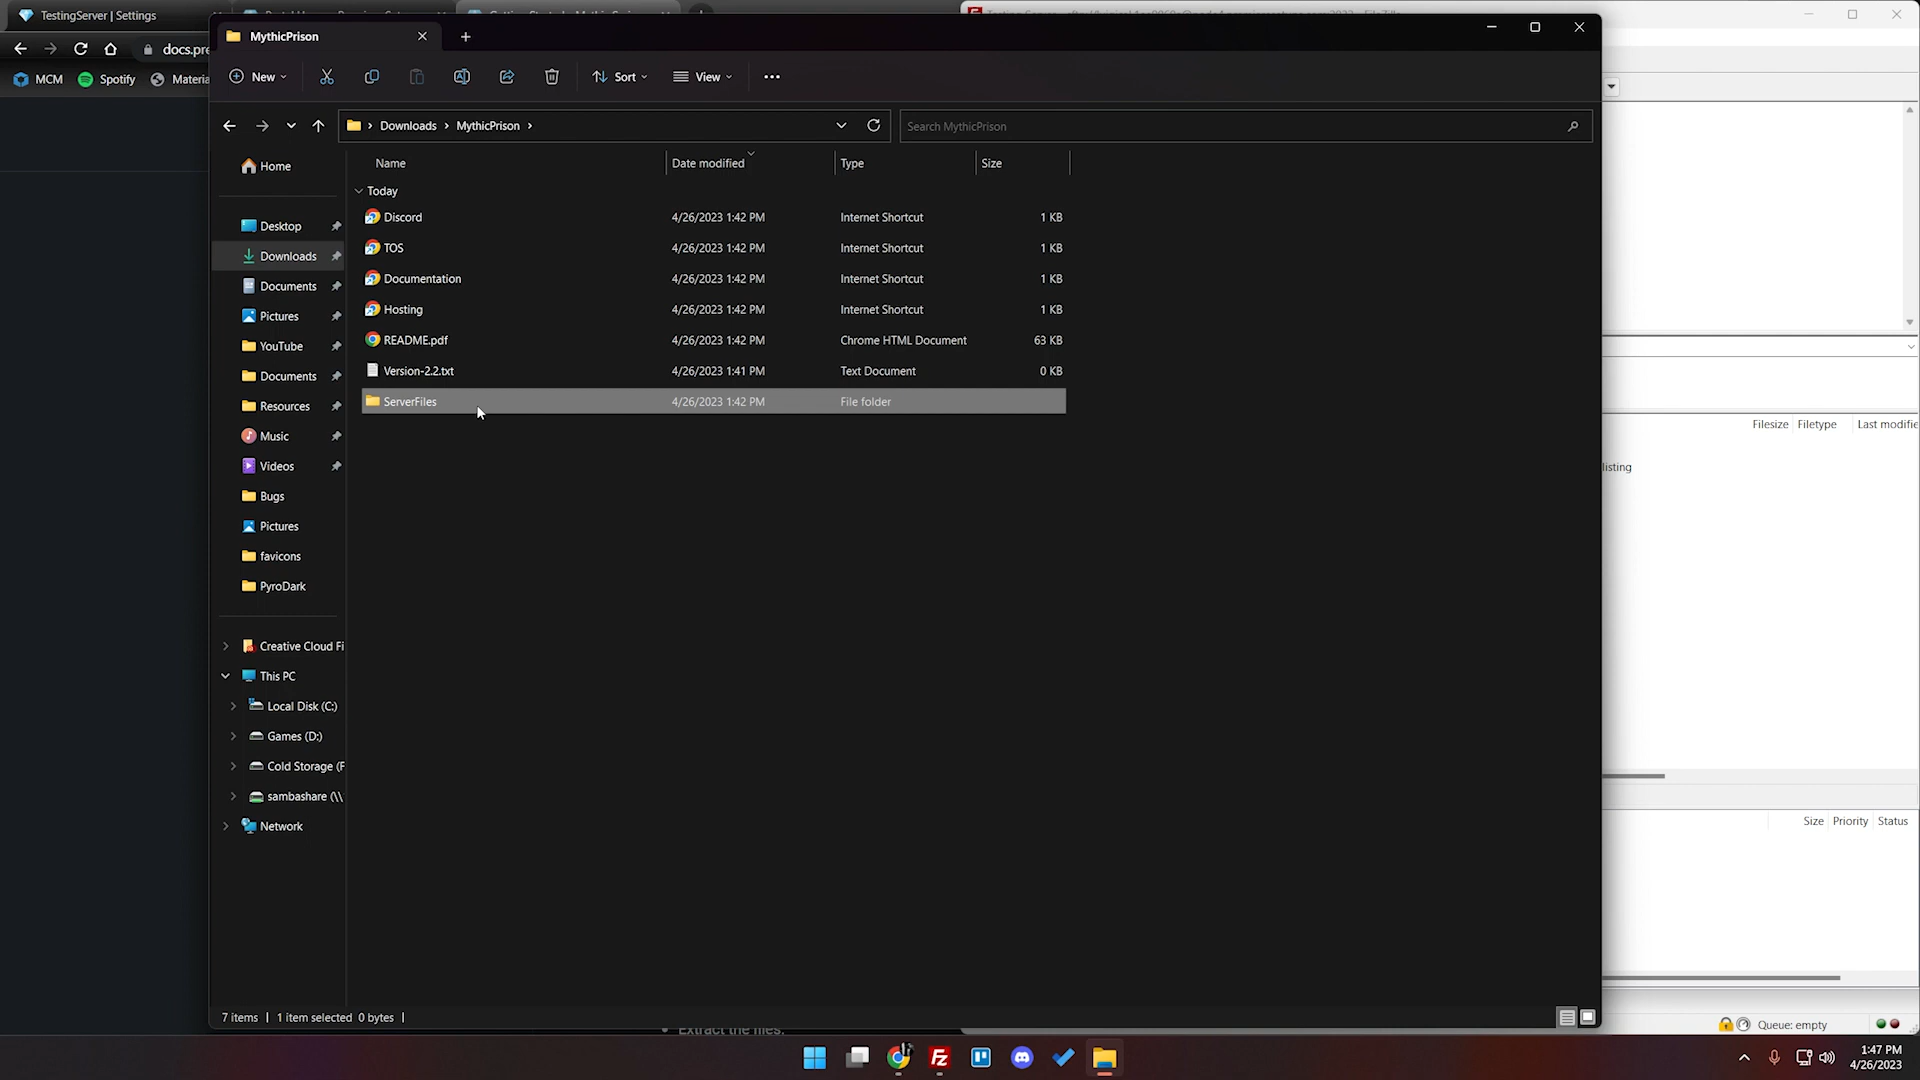 TestingServer | Settings
MythicPrison
docs.pre
MCM
Spotify
Materia
New
Sort
View
Downloads
MythicPrison
Search MythicPrison
Home
Name
Date modified
Type
Size
Today
Discord
4/26/2023 1:42 PM
Internet Shortcut
1 KB
TOS
4/26/2023 1:42 PM
Internet Shortcut
1 KB
Documentation
4/26/2023 1:42 PM
Internet Shortcut
1 KB
Hosting
4/26/2023 1:42 PM
Internet Shortcut
1 KB
README.pdf
4/26/2023 1:42 PM
Chrome HTML Document
63 KB
Version-2.2.txt
4/26/2023 1:41 PM
Text Document
0 KB
ServerFiles
4/26/2023 1:42 PM
File folder
Desktop
Downloads
Documents
Pictures
YouTube
Documents
Resources
Music
Videos
Bugs
Pictures
favicons
PyroDark
Creative Cloud Fi
This PC
Local Disk (C:)
Games (D:)
Cold Storage (F
sambashare (\\
Network
7 items
1 item selected 0 bytes
Filesize
Filetype
Last modifie
listing
Size
Priority
Status
Extract the files.
Queue: empty
1:47 PM
4/26/2023